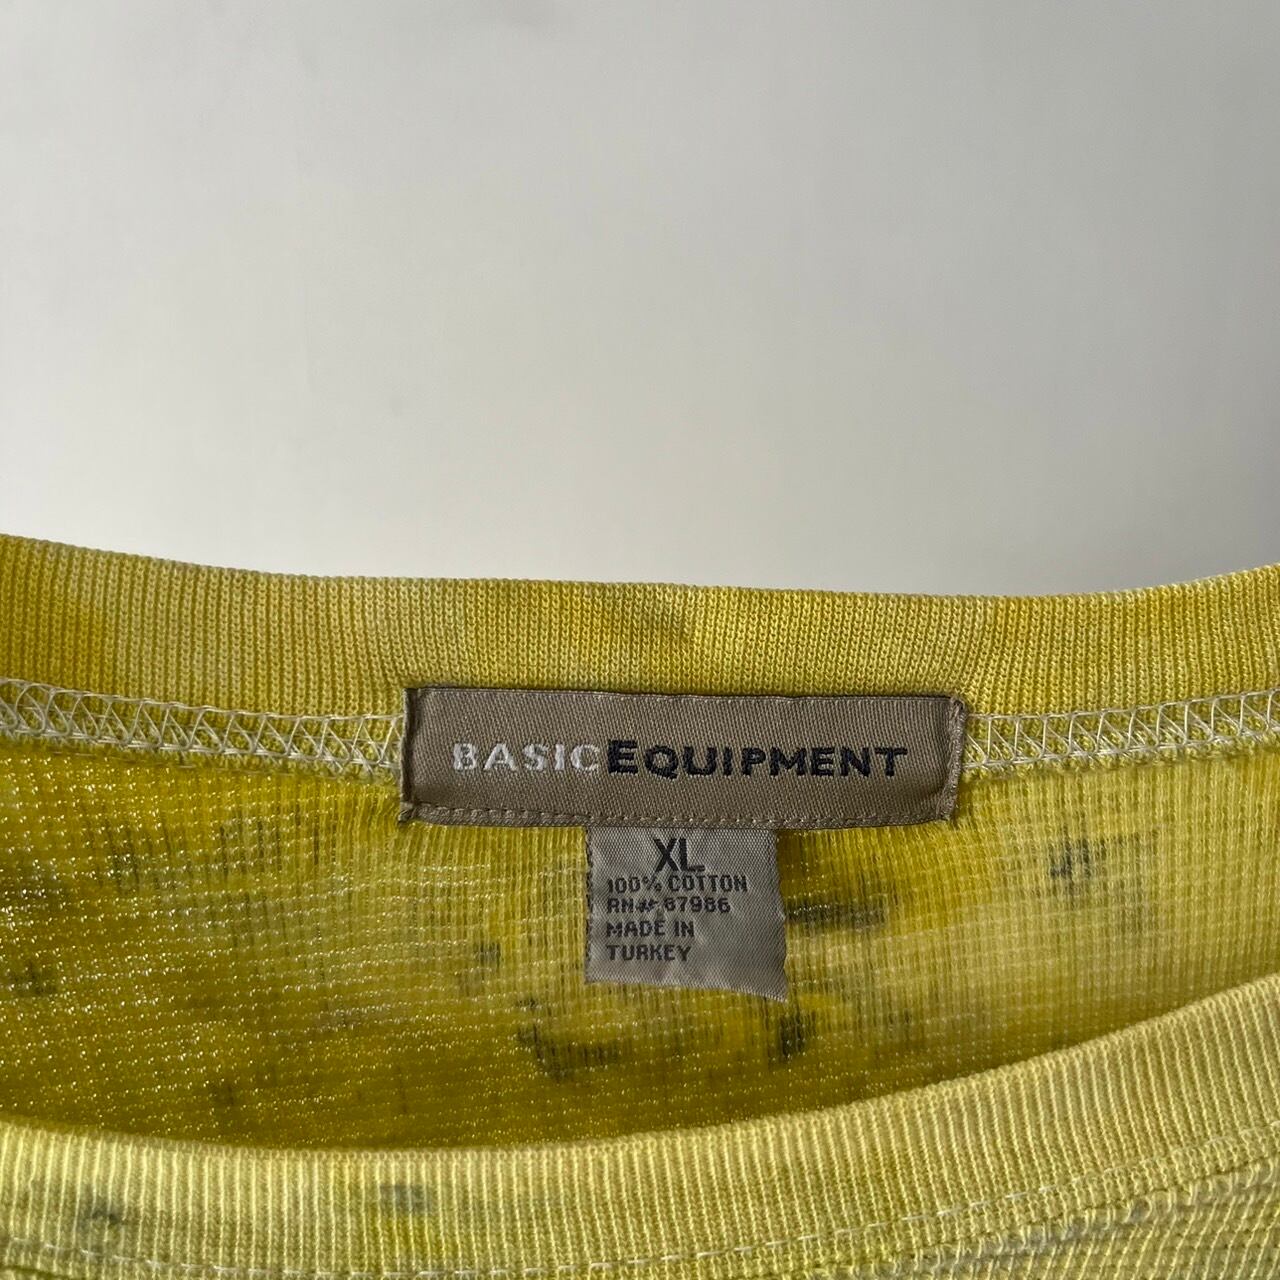 BASICEQUIPMENT
XL
100% COTTON
RN# 67986
MADE IN
TURKEY